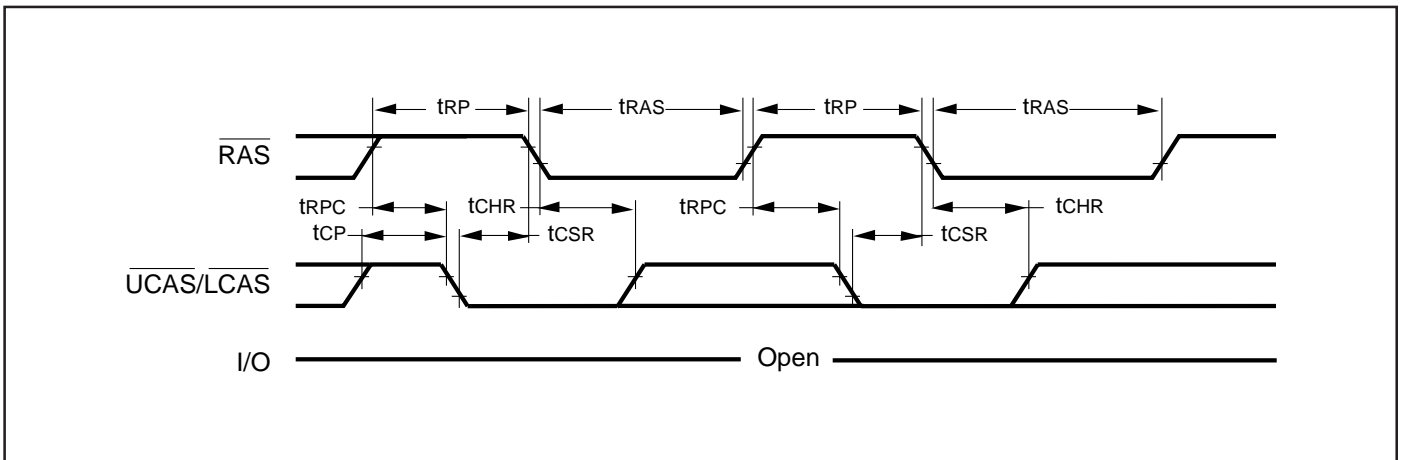 tRP tRAS tRP tRAS
RAS
tRPC tCHR tRPC tCHR
tCP tCSR tCSR
UCAS/LCAS
I/O Open